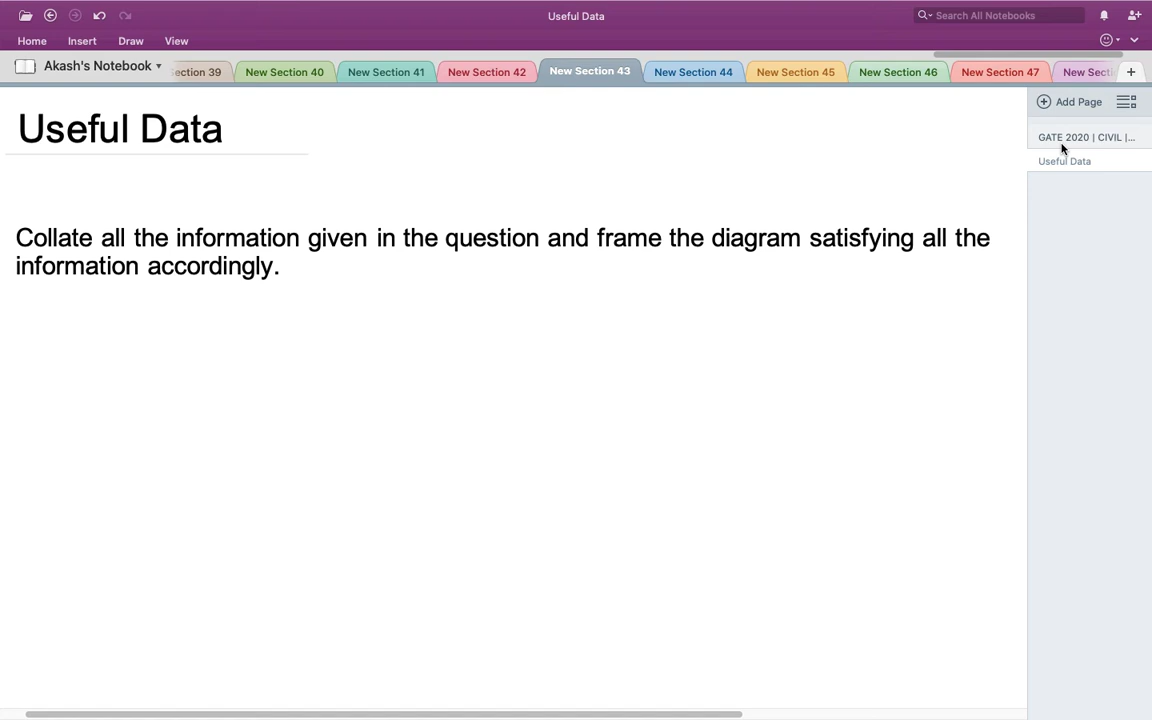 Useful Data
Search All Notebooks
Home Insert Draw View
Akash's Notebook
ection 39 New Section 40 New Section 41 New Section 42 New Section 43 New Section 44 New Section 45 New Section 46 New Section 47 New Secti +
Add Page
GATE 2020 | CIVIL |...
Useful Data
Useful Data
Collate all the information given in the question and frame the diagram satisfying all the
information accordingly.